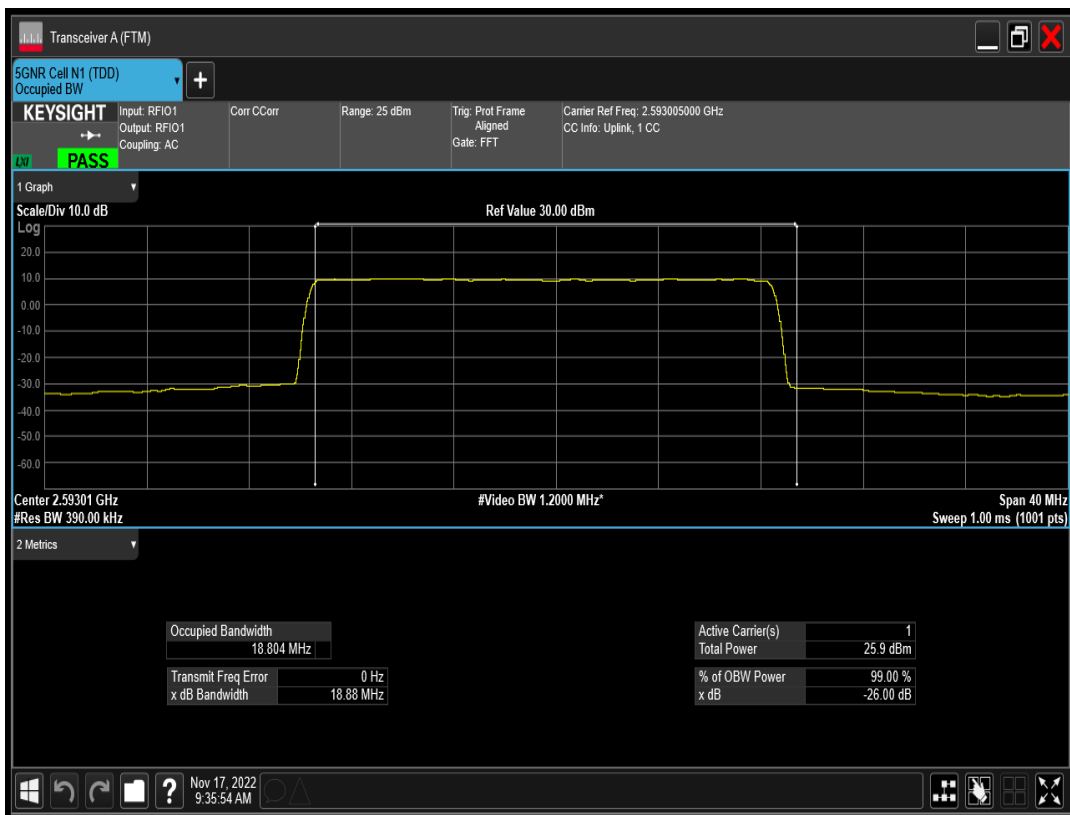 Transceiver A (FTM)
5GNR Cell N1 (TDD)
Occupied BW
+
KEYSIGHT
LXI
PASS
Input: RFIO1
Output: RFIO1
Coupling: AC
Corr CCorr
Range: 25 dBm
Trig: Prot Frame
Aligned
Gate: FFT
Carrier Ref Freq: 2.593005000 GHz
CC Info: Uplink, 1 CC
1 Graph
Scale/Div 10.0 dB
Ref Value 30.00 dBm
Log
20.0
10.0
0.00
-10.0
-20.0
-30.0
-40.0
-50.0
-60.0
Center 2.59301 GHz
#Video BW 1.2000 MHz*
Span 40 MHz
#Res BW 390.00 kHz
Sweep 1.00 ms (1001 pts)
2 Metrics
Occupied Bandwidth
18.804 MHz
Transmit Freq Error 0 Hz
x dB Bandwidth 18.88 MHz
Active Carrier(s) 1
Total Power 25.9 dBm
% of OBW Power 99.00 %
x dB -26.00 dB
?
Nov 17, 2022
9:35:54 AM